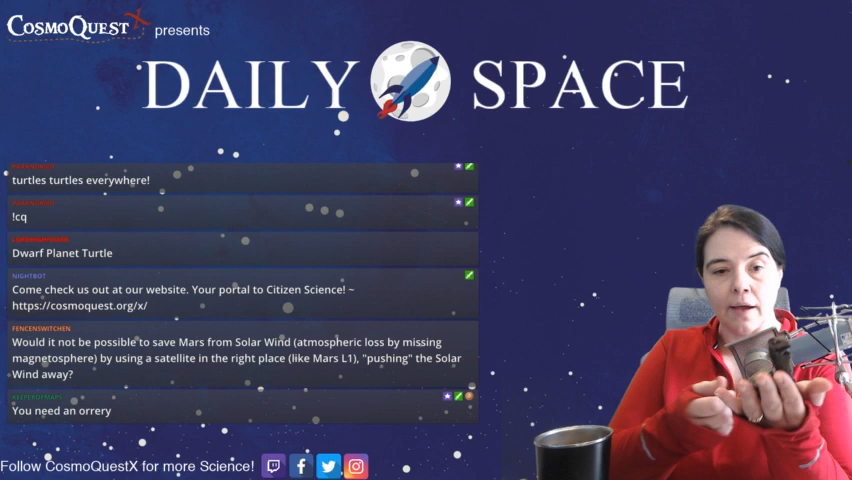 COSMOQUEST X presents
DAILY SPACE
turtles turtles everywhere!
!cq
Dwarf Planet Turtle
NIGHTBOT
Come check us out at our website. Your portal to Citizen Science! ~
https://cosmoquest.org/x/
FENCENSWITCHEN
Would it not be possible to save Mars from Solar Wind (atmospheric loss by missing
magnetosphere) by using a satellite in the right place (like Mars L1), "pushing" the Solar
Wind away?
You need an orrery
Follow CosmoQuestX for more Science!